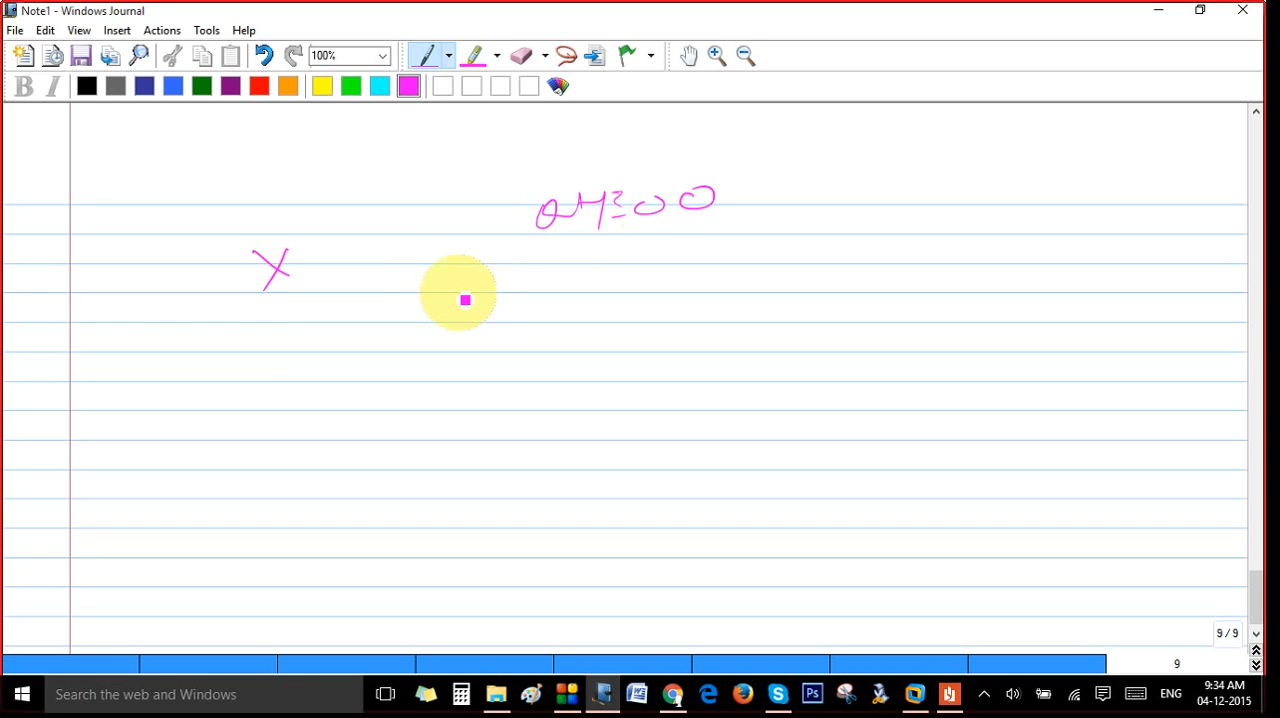 Note1 - Windows Journal
File Edit View Insert Actions Tools Help
100%
B I
X
9 / 9
9
Search the web and Windows
ENG
9:34 AM
04-12-2015